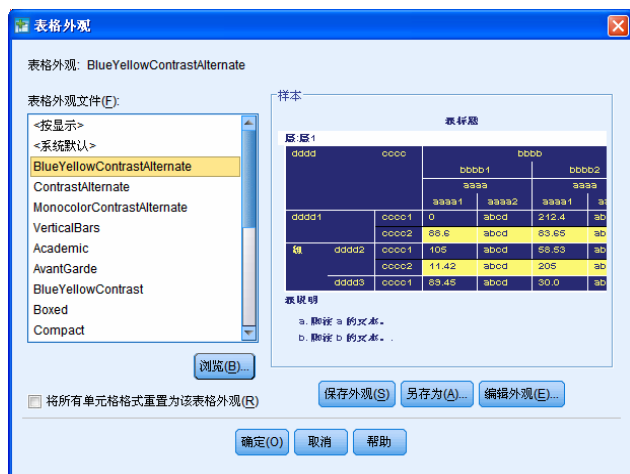 表格外观
表格外观: BlueYellowContrastAlternate
表格外观文件(F):
<按显示>
<系统默认>
BlueYellowContrastAlternate
ContrastAlternate
MonocolorContrastAlternate
VerticalBars
Academic
AvantGarde
BlueYellowContrast
Boxed
Compact
浏览(B)...
将所有单元格格式重置为该表格外观(R)
样本
表标题
层:层1
dddd cccc bbbb
bbbb1 bbbb2
aaaa aaaa
aaaa1 aaaa2 aaaa1 a
dddd1 cccc1 0 abcd 212.4 ab
cccc2 88.6 abcd 83.65 ab
组 dddd2 cccc1 105 abcd 58.53 ab
cccc2 11.42 abcd 205 ab
dddd3 cccc1 89.45 abcd 30.0 ab
表说明
a. 脚注 a 的文本。
b. 脚注 b 的文本。.
保存外观(S) 另存为(A)... 编辑外观(E)...
确定(O) 取消 帮助